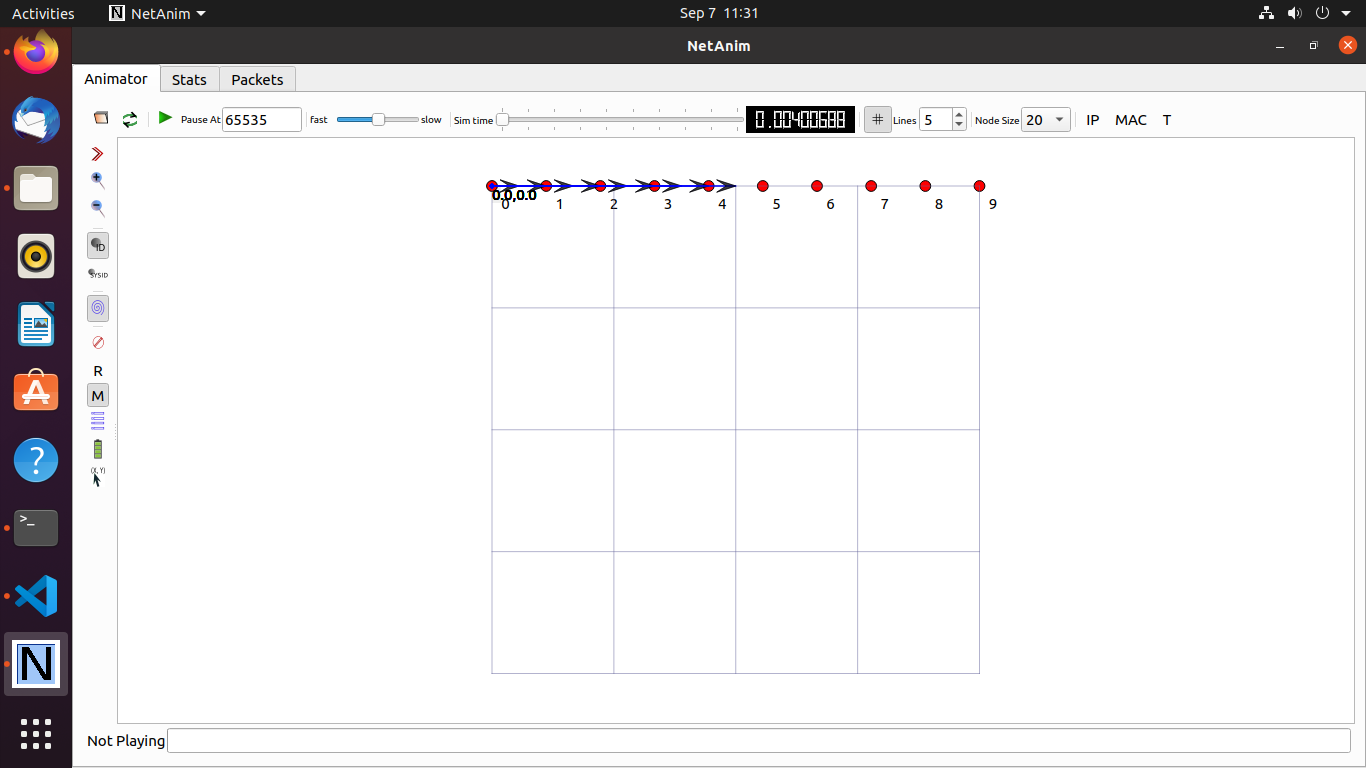 Activities NetAnim Sep 7 11:31
NetAnim
Animator Stats Packets
Pause At 65535 fast slow Sim time 0.00400688 # Lines 5 Node Size 20 IP MAC T
0.0,0.0
0 1 2 3 4 5 6 7 8 9
ID
SYSID
R
M
(X, Y)
?
>_
N
Not Playing